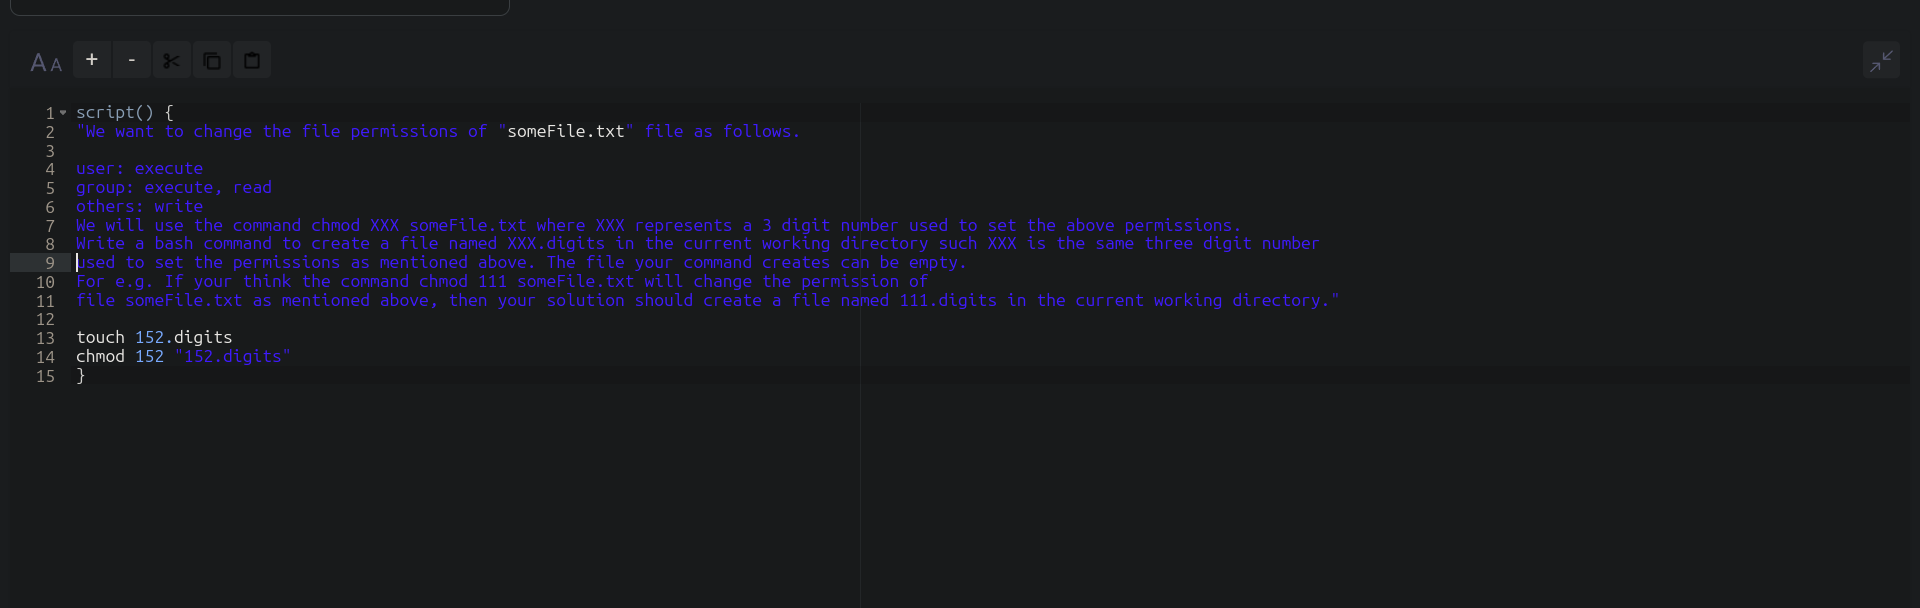 AA + -
1 script() {
2 "We want to change the file permissions of "someFile.txt" file as follows.
3
4 user: execute
5 group: execute, read
6 others: write
7 We will use the command chmod XXX someFile.txt where XXX represents a 3 digit number used to set the above permissions.
8 Write a bash command to create a file named XXX.digits in the current working directory such XXX is the same three digit number
9 used to set the permissions as mentioned above. The file your command creates can be empty.
10 For e.g. If your think the command chmod 111 someFile.txt will change the permission of
11 file someFile.txt as mentioned above, then your solution should create a file named 111.digits in the current working directory."
12
13 touch 152.digits
14 chmod 152 "152.digits"
15 }